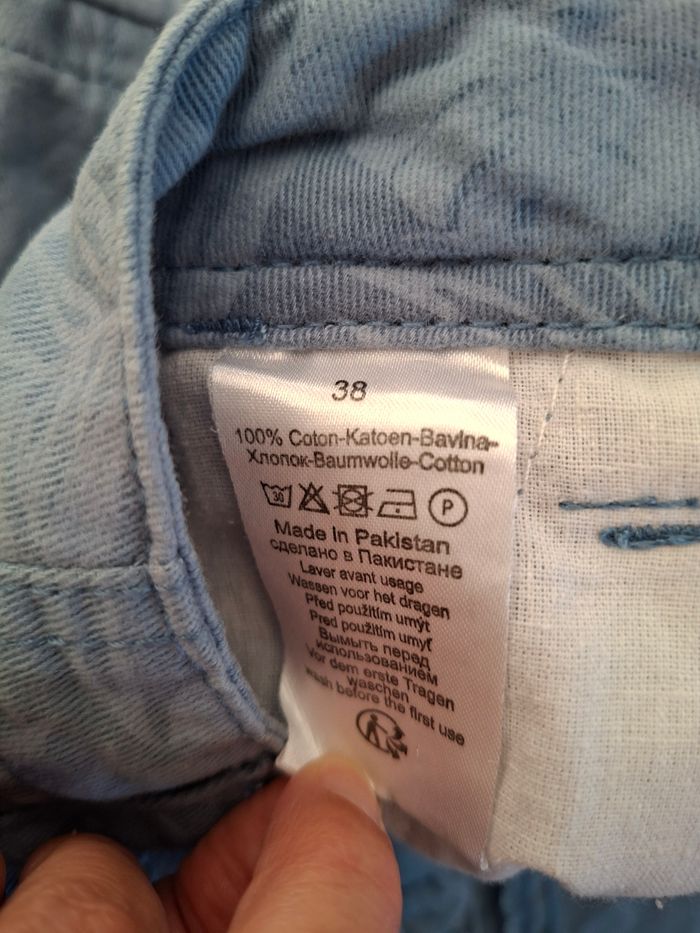 38
100% Coton-Katoen-Bavlna-
Хлопок-Baumwolle-Cotton
30 P
Made in Pakistan
сделано в Пакистане
Laver avant usage
Wassen voor het dragen
Před použitím umýt
Pred použitím umyť
Вымыть перед
использованием
Vor dem erste Tragen
waschen
wash before the first use